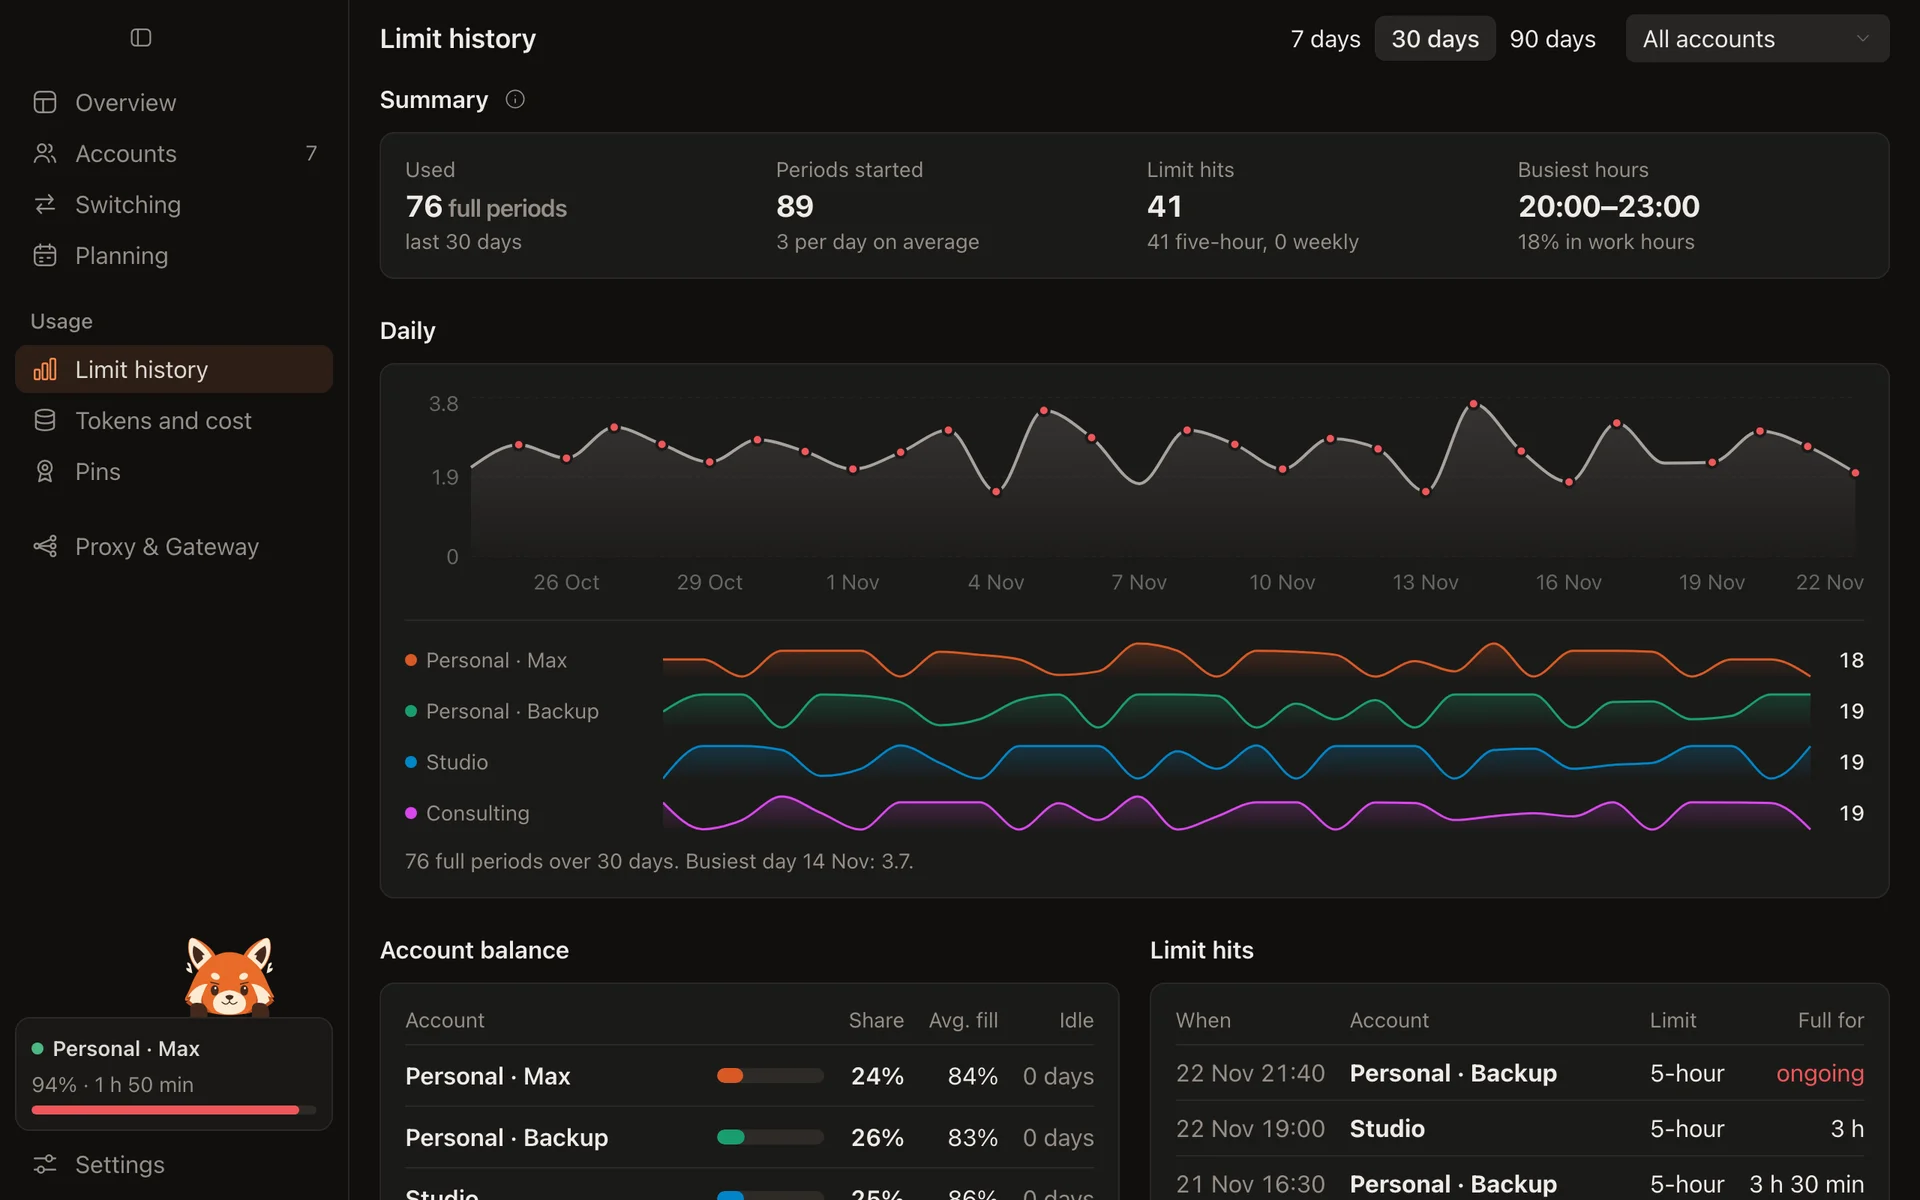 Limit history
7 days
30 days
90 days
All accounts
Overview
Accounts
7
Switching
Planning
Usage
Limit history
Tokens and cost
Pins
Proxy & Gateway
Personal · Max
94% · 1 h 50 min
Settings
Summary
Used
76 full periods
last 30 days
Periods started
89
3 per day on average
Limit hits
41
41 five-hour, 0 weekly
Busiest hours
20:00–23:00
18% in work hours
Daily
3.8
1.9
0
26 Oct
29 Oct
1 Nov
4 Nov
7 Nov
10 Nov
13 Nov
16 Nov
19 Nov
22 Nov
Personal · Max
18
Personal · Backup
19
Studio
19
Consulting
19
76 full periods over 30 days. Busiest day 14 Nov: 3.7.
Account balance
Account Share Avg. fill Idle
Personal · Max 24% 84% 0 days
Personal · Backup 26% 83% 0 days
Studio 25% 86% 0 days
Limit hits
When Account Limit Full for
22 Nov 21:40 Personal · Backup 5-hour ongoing
22 Nov 19:00 Studio 5-hour 3 h
21 Nov 16:30 Personal · Backup 5-hour 3 h 30 min